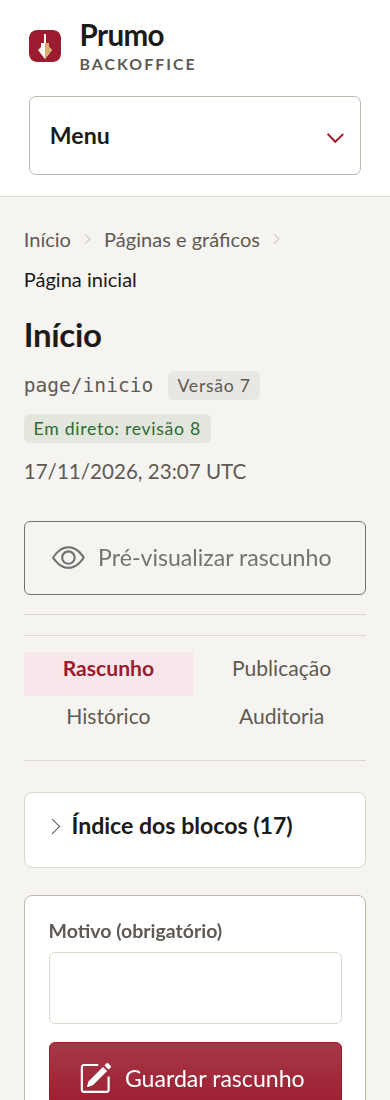 Prumo
BACKOFFICE
Menu
Início > Páginas e gráficos >
Página inicial
Início
page/inicio Versão 7
Em direto: revisão 8
17/11/2026, 23:07 UTC
Pré-visualizar rascunho
Rascunho Publicação
Histórico Auditoria
Índice dos blocos (17)
Motivo (obrigatório)
Guardar rascunho